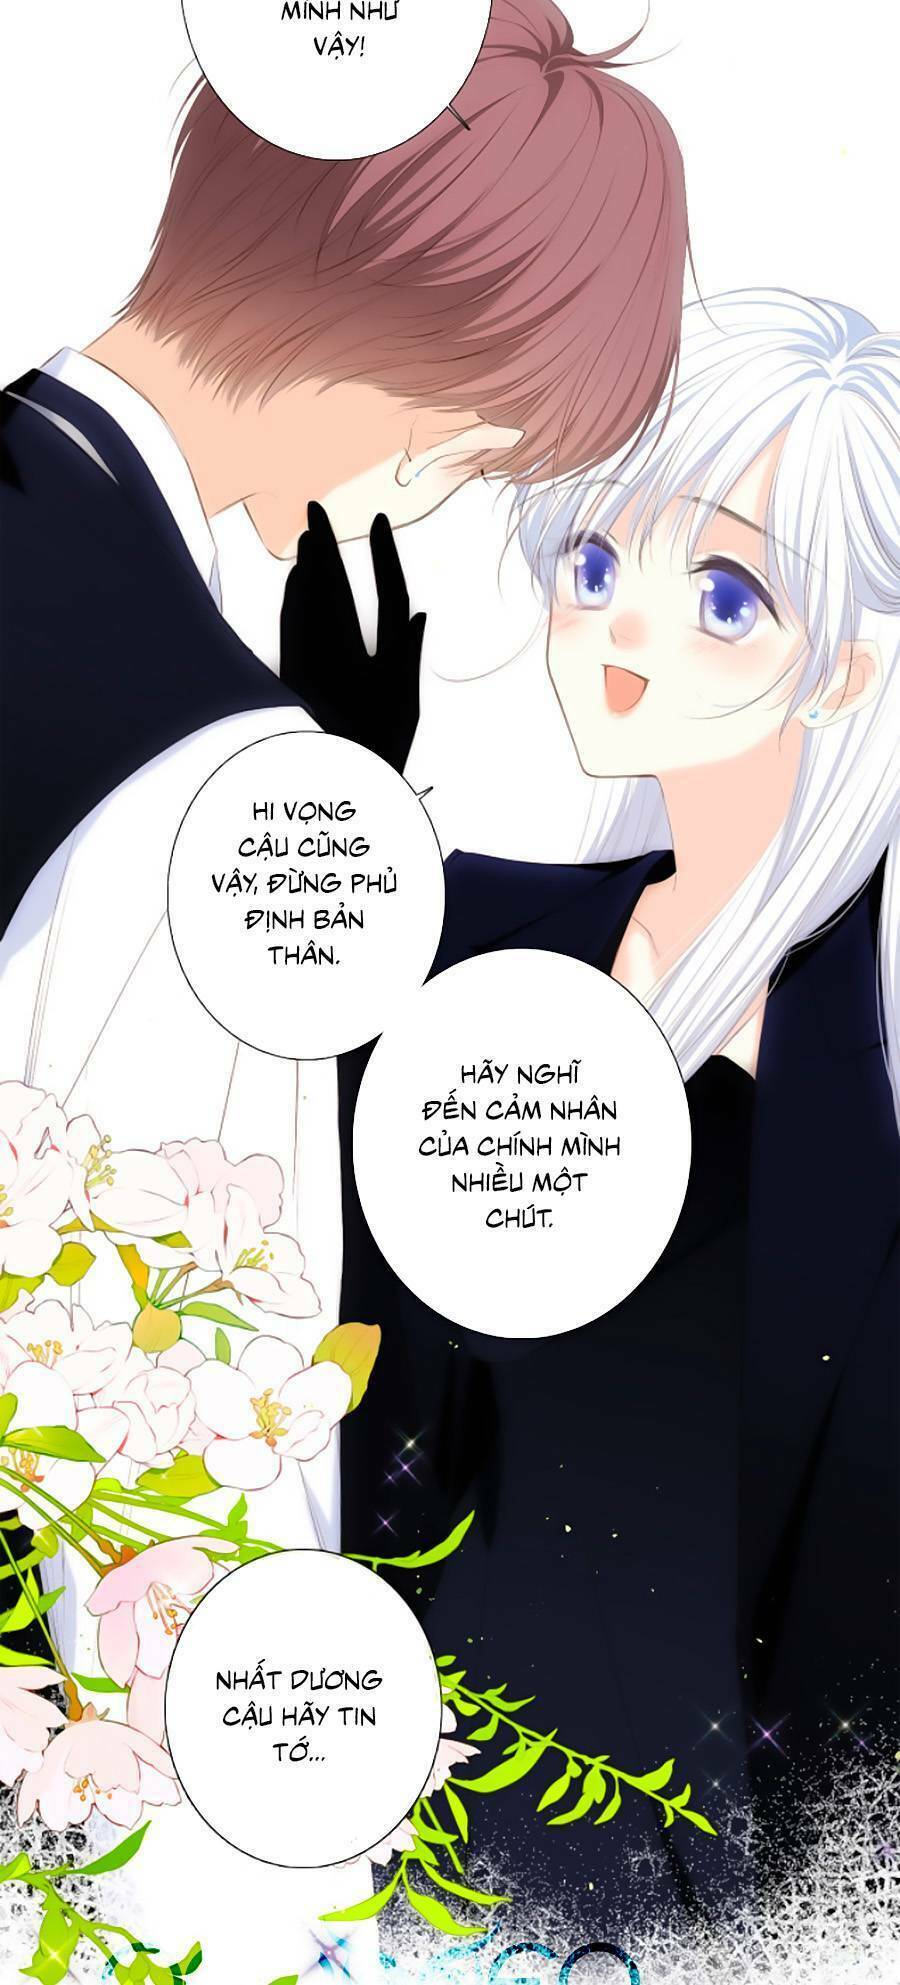 MÌNH NHƯ
VẬY!
HI VỌNG
CẬU CŨNG
VẬY, ĐỪNG PHỦ
ĐỊNH BẢN
THÂN.
HÃY NGHĨ
ĐẾN CẢM NHÂN
CỦA CHÍNH MÌNH
NHIỀU MỘT
CHÚT.
NHẤT DƯƠNG
CẬU HÃY TIN
TỚ...